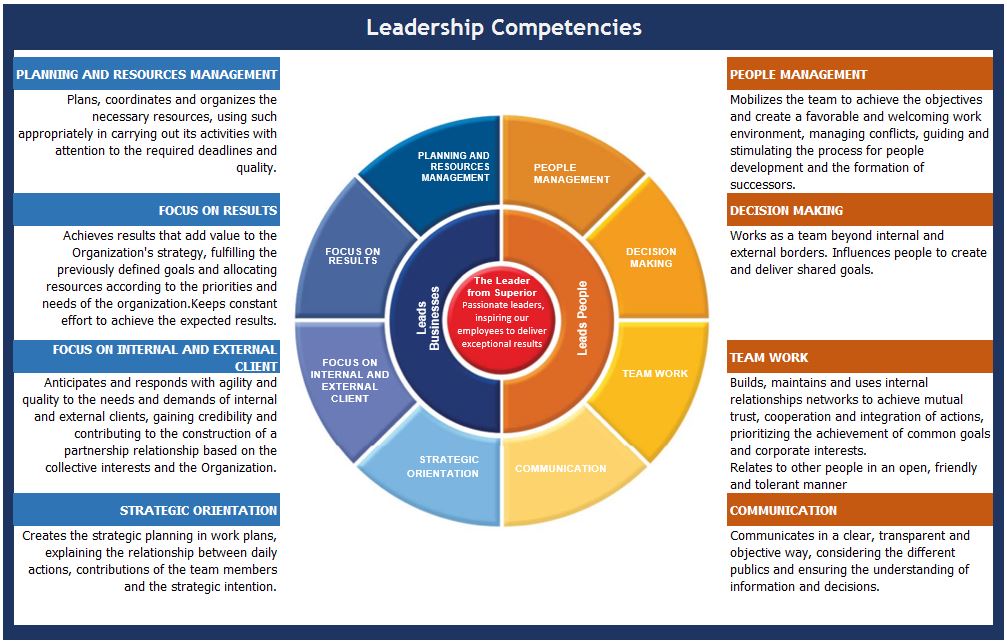 Leadership Competencies
PLANNING AND RESOURCES MANAGEMENT
Plans, coordinates and organizes the
necessary resources, using such
appropriately in carrying out its activities with
attention to the required deadlines and
quality.
FOCUS ON RESULTS
Achieves results that add value to the
Organization's strategy, fulfilling the
previously defined goals and allocating
resources according to the priorities and
needs of the organization.Keeps constant
effort to achieve the expected results.
FOCUS ON INTERNAL AND EXTERNAL
CLIENT
Anticipates and responds with agility and
quality to the needs and demands of internal
and external clients, gaining credibility and
contributing to the construction of a
partnership relationship based on the
collective interests and the Organization.
STRATEGIC ORIENTATION
Creates the strategic planning in work plans,
explaining the relationship between daily
actions, contributions of the team members
and the strategic intention.
PLANNING AND
RESOURCES
MANAGEMENT
PEOPLE
MANAGEMENT
FOCUS ON
RESULTS
DECISION
MAKING
FOCUS ON
INTERNAL AND
EXTERNAL
CLIENT
TEAM WORK
STRATEGIC
ORIENTATION
COMMUNICATION
Leads
Businesses
Leads People
The Leader
from Superior
Passionate leaders,
inspiring our
employees to deliver
exceptional results
PEOPLE MANAGEMENT
Mobilizes the team to achieve the objectives
and create a favorable and welcoming work
environment, managing conflicts, guiding and
stimulating the process for people
development and the formation of
successors.
DECISION MAKING
Works as a team beyond internal and
external borders. Influences people to create
and deliver shared goals.
TEAM WORK
Builds, maintains and uses internal
relationships networks to achieve mutual
trust, cooperation and integration of actions,
prioritizing the achievement of common goals
and corporate interests.
Relates to other people in an open, friendly
and tolerant manner
COMMUNICATION
Communicates in a clear, transparent and
objective way, considering the different
publics and ensuring the understanding of
information and decisions.